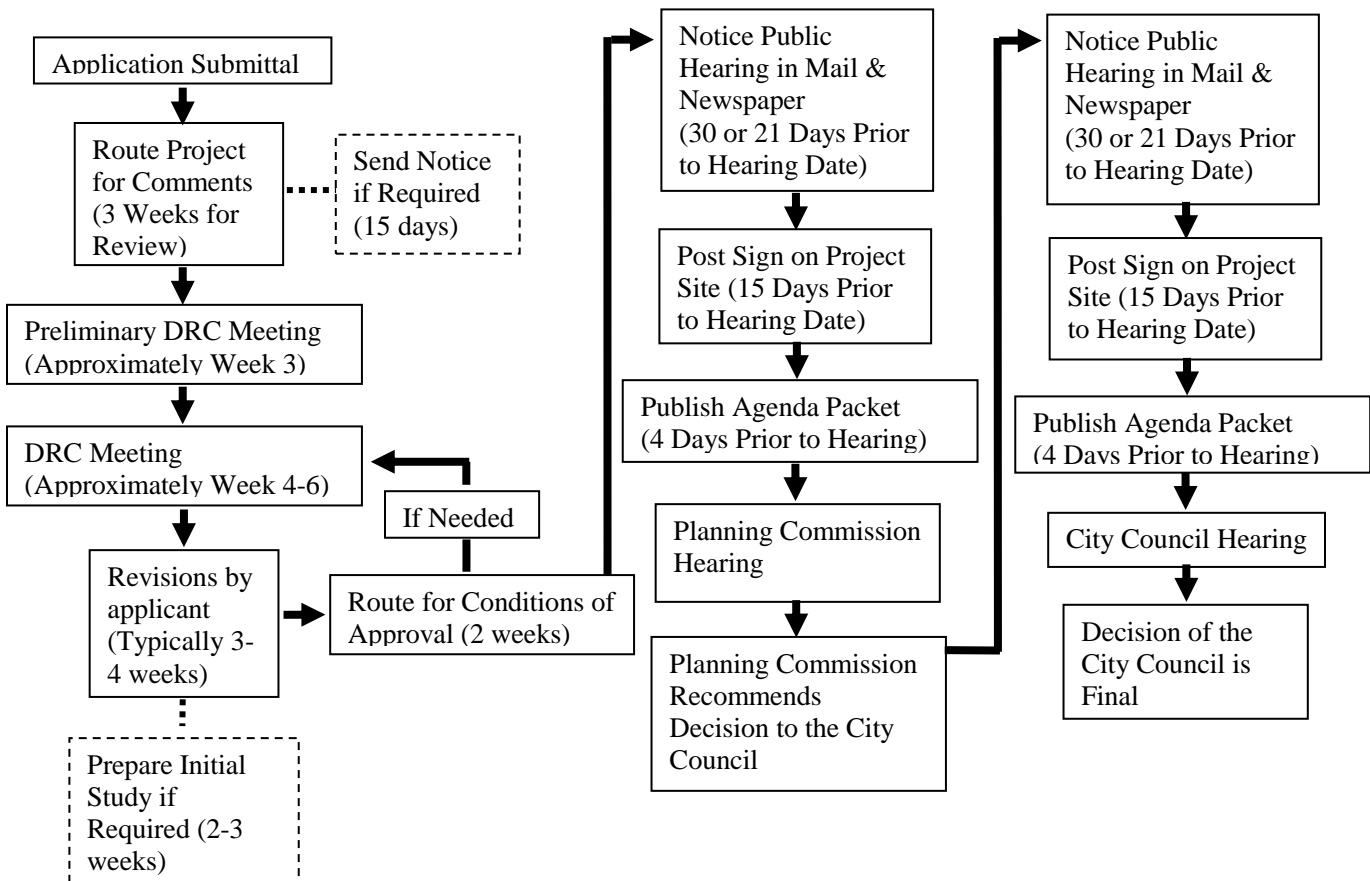 Application Submittal
Route Project
for Comments
(3 Weeks for
Review)
Send Notice
if Required
(15 days)
Preliminary DRC Meeting
(Approximately Week 3)
DRC Meeting
(Approximately Week 4-6)
If Needed
Revisions by
applicant
(Typically 3-
4 weeks)
Route for Conditions of
Approval (2 weeks)
Prepare Initial
Study if
Required (2-3
weeks)
Notice Public
Hearing in Mail &
Newspaper
(30 or 21 Days Prior
to Hearing Date)
Post Sign on Project
Site (15 Days Prior
to Hearing Date)
Publish Agenda Packet
(4 Days Prior to Hearing)
Planning Commission
Hearing
Planning Commission
Recommends
Decision to the City
Council
Notice Public
Hearing in Mail &
Newspaper
(30 or 21 Days Prior
to Hearing Date)
Post Sign on Project
Site (15 Days Prior
to Hearing Date)
Publish Agenda Packet
(4 Days Prior to Hearing)
City Council Hearing
Decision of the
City Council is
Final